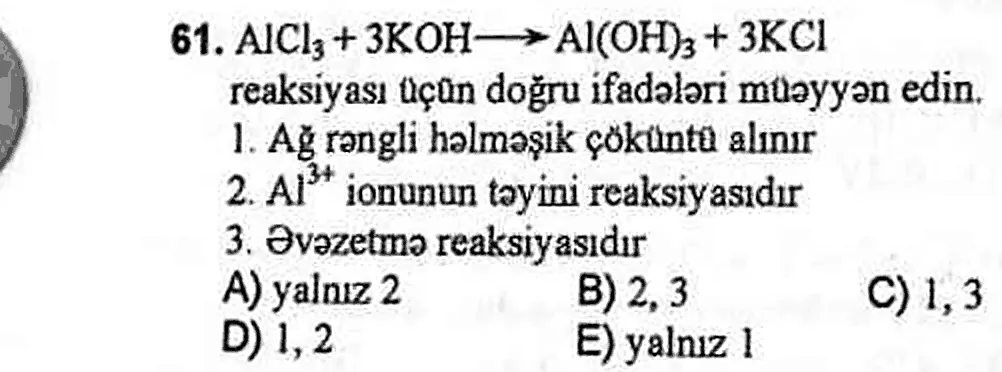 61. AlCl₃ + 3KOH⟶Al(OH)₃ + 3KCl
reaksiyası üçün doğru ifadələri müəyyən edin.
1. Ağ rəngli həlməşik çöküntü alınır
2. Al³⁺ ionunun təyini reaksiyasıdır
3. Əvəzetmə reaksiyasıdır
A) yalnız 2 B) 2, 3 C) 1, 3
D) 1, 2 E) yalnız 1